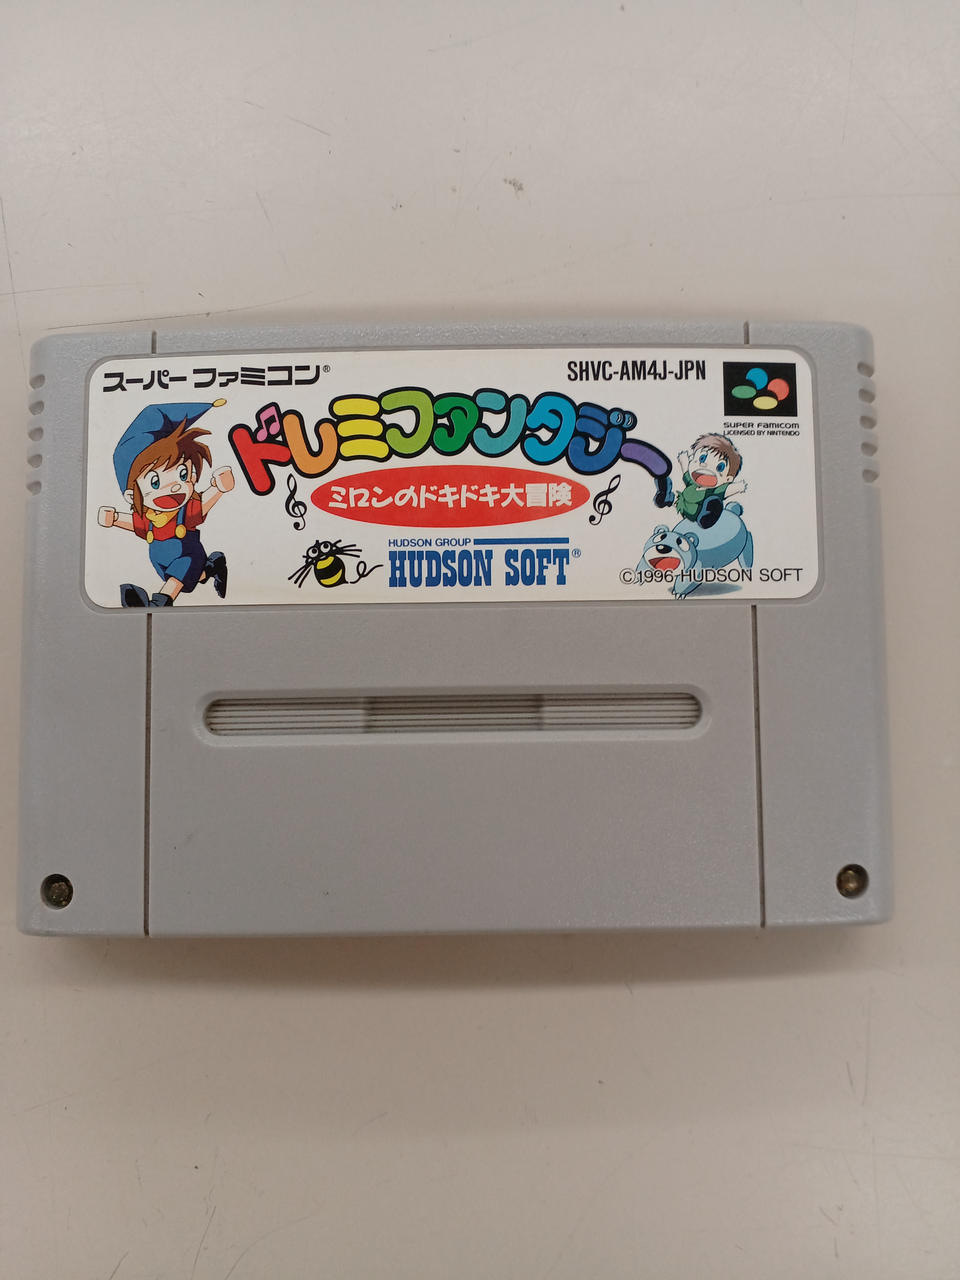 スーパーファミコン®
SHVC-AM4J-JPN
SUPER FAMICOM
LICENSED BY NINTENDO
ドレミファンタジー
ミロンのドキドキ大冒険
HUDSON GROUP
HUDSON SOFT®
©1996 HUDSON SOFT